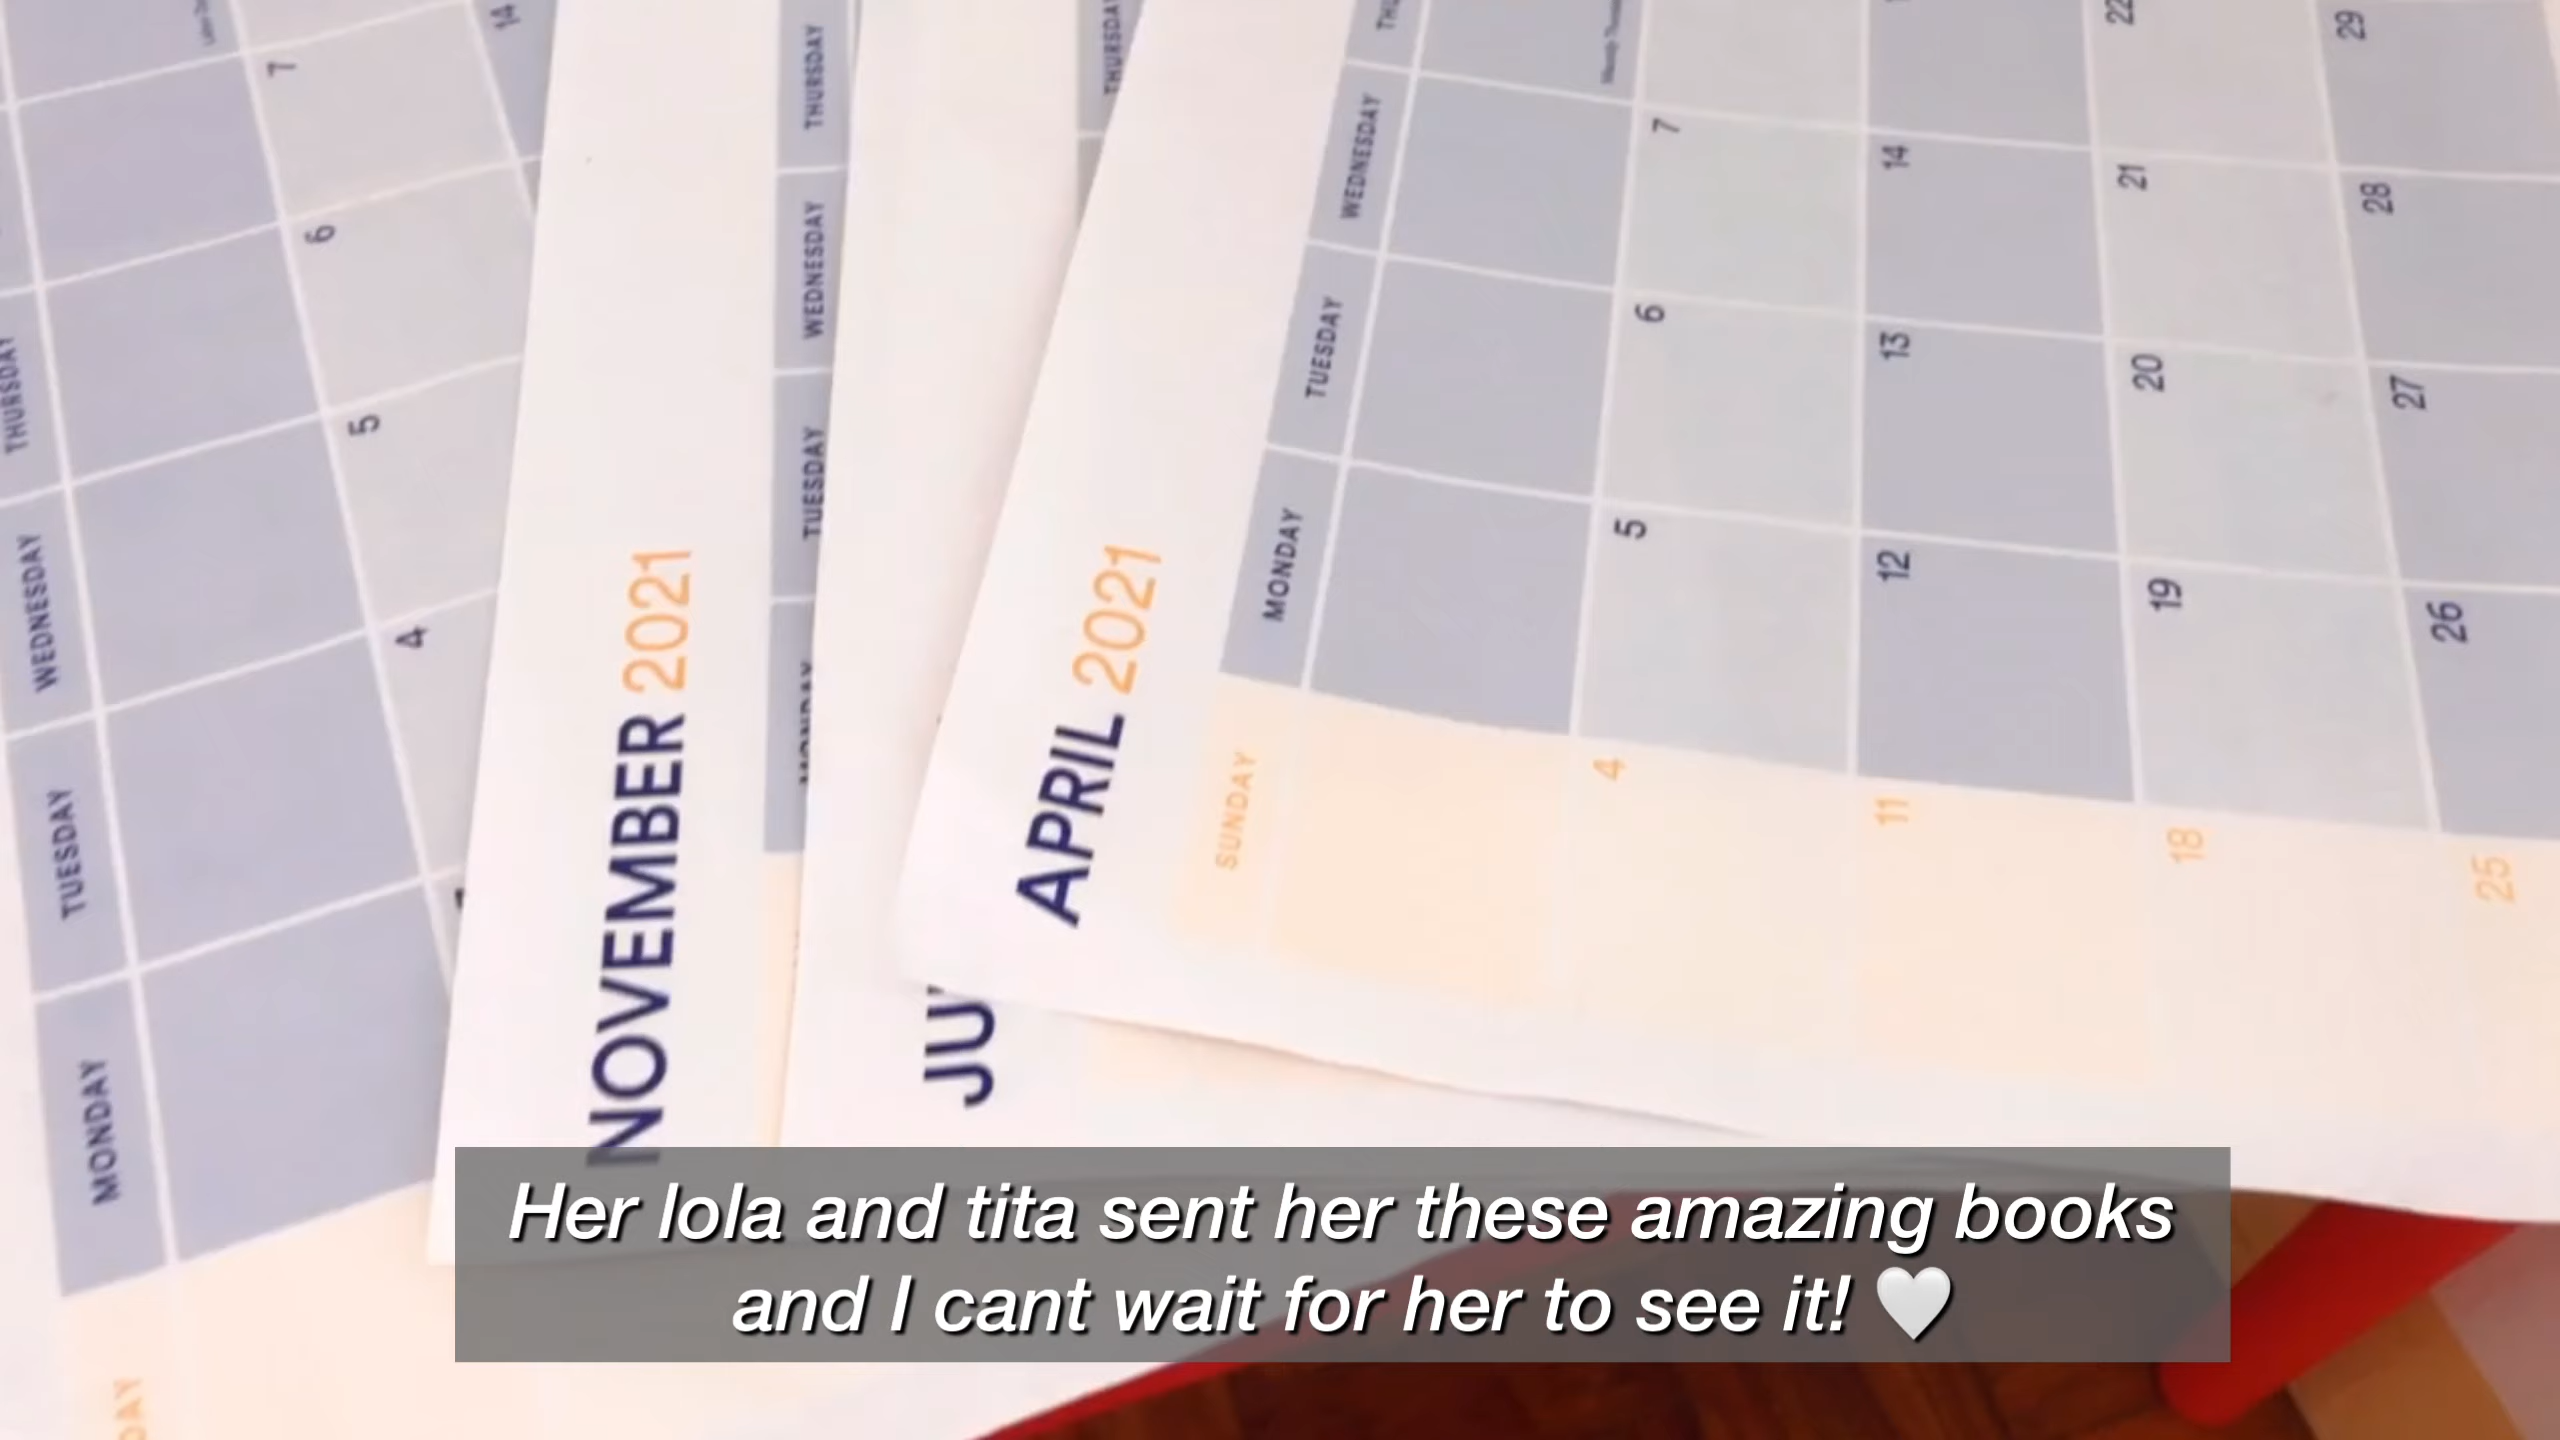 THURSDAY
WEDNESDAY
TUESDAY
MONDAY
7
14
6
5
4
NOVEMBER 2021
THURSDAY
WEDNESDAY
TUESDAY
MONDAY
THURSDAY
APRIL 2021
WEDNESDAY
TUESDAY
MONDAY
SUNDAY
22
29
7
14
21
28
6
13
20
27
5
12
19
26
4
11
18
25
Her lola and tita sent her these amazing books
and I cant wait for her to see it! 🤍